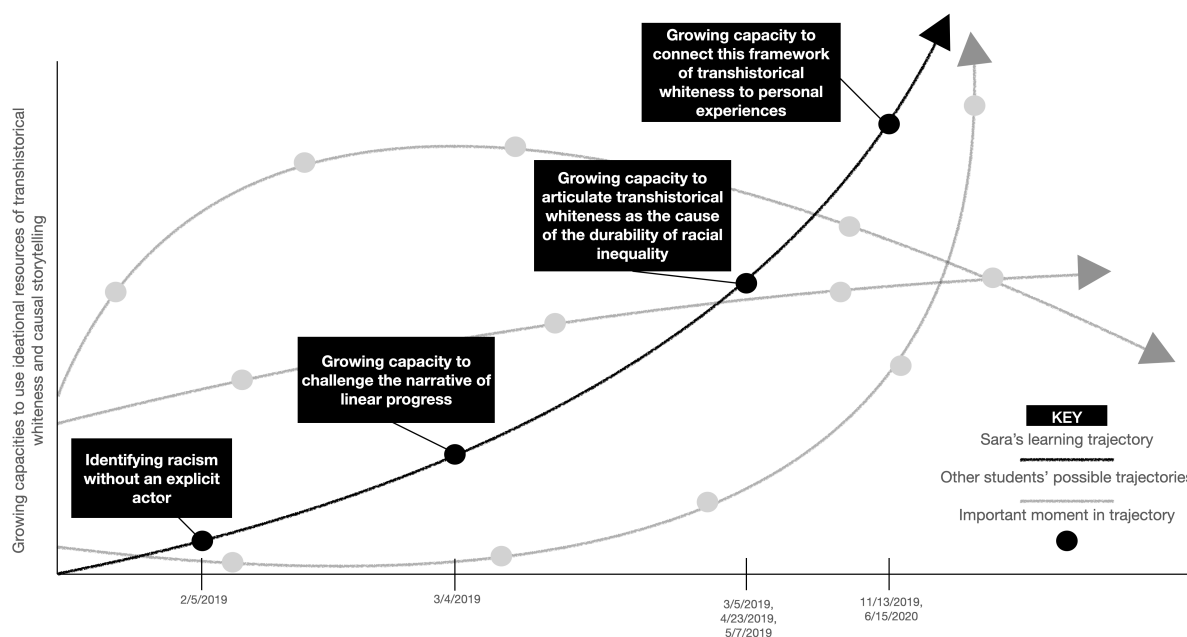 Growing capacities to use ideational resources of transhistorical
whiteness and causal storytelling
Growing capacity to
connect this framework
of transhistorical
whiteness to personal
experiences
Growing capacity to
articulate transhistorical
whiteness as the cause
of the durability of racial
inequality
Growing capacity to
challenge the narrative of
linear progress
Identifying racism
without an explicit
actor
KEY
Sara's learning trajectory
Other students' possible trajectories
Important moment in trajectory
2/5/2019
3/4/2019
3/5/2019,
4/23/2019,
5/7/2019
11/13/2019,
6/15/2020